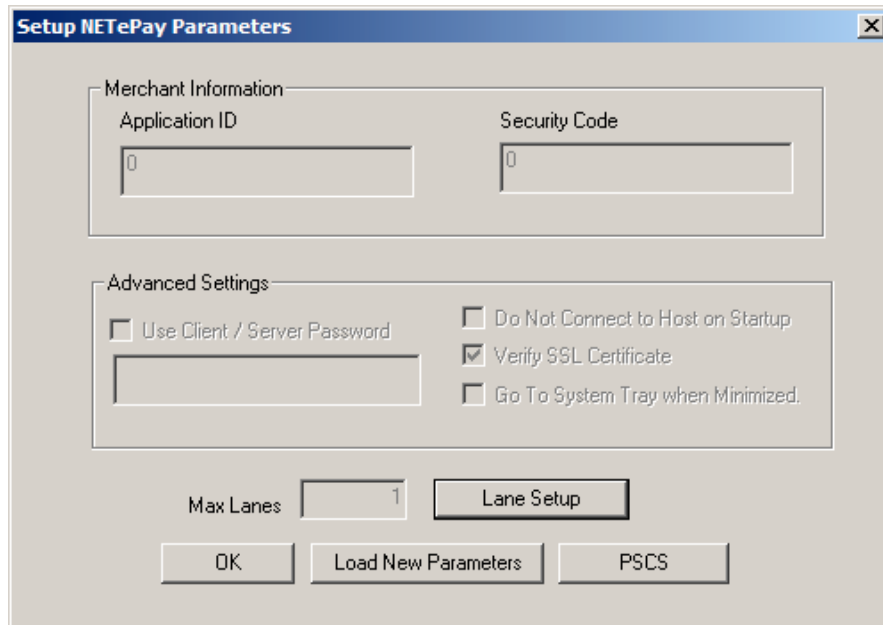 Setup NETePay Parameters
Merchant Information
Application ID
Security Code
0
0
Advanced Settings
Use Client / Server Password
Do Not Connect to Host on Startup
Verify SSL Certificate
Go To System Tray when Minimized.
Max Lanes
1
Lane Setup
OK
Load New Parameters
PSCS